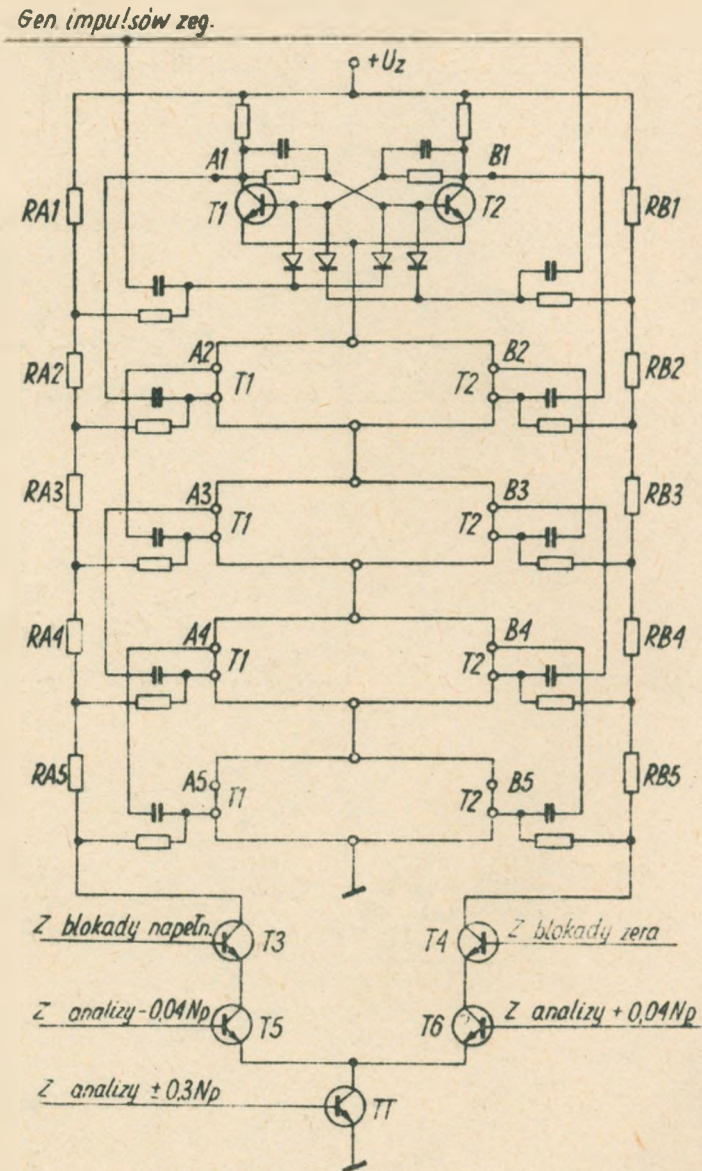 Gen. impulsów zeg.
+Uz
A1
B1
T1
T2
RA1
RB1
A2
B2
RA2
T1
T2
RB2
A3
B3
RA3
T1
T2
RB3
A4
B4
RA4
T1
T2
RB4
A5
B5
RA5
T1
T2
RB5
Z blokady napełn.
T3
T4
Z blokady zera
Z analizy -0,04Np
T5
T6
Z analizy +0,04Np
Z analizy ±0,3Np
TT